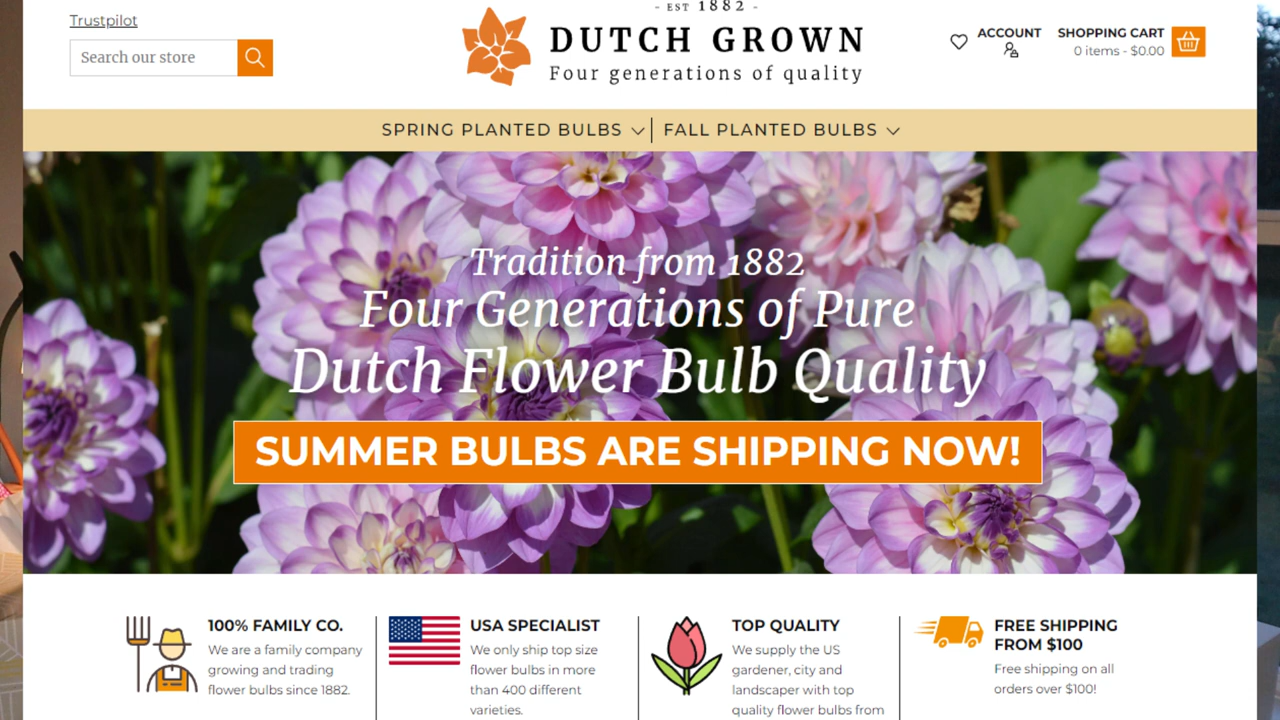 Trustpilot
Search our store
- EST 1882 -
DUTCH GROWN
Four generations of quality
ACCOUNT
SHOPPING CART
0 items - $0.00
SPRING PLANTED BULBS
FALL PLANTED BULBS
Tradition from 1882
Four Generations of Pure
Dutch Flower Bulb Quality
SUMMER BULBS ARE SHIPPING NOW!
100% FAMILY CO.
We are a family company
growing and trading
flower bulbs since 1882.
USA SPECIALIST
We only ship top size
flower bulbs in more
than 400 different
varieties.
TOP QUALITY
We supply the US
gardener, city and
landscaper with top
quality flower bulbs from
FREE SHIPPING
FROM $100
Free shipping on all
orders over $100!